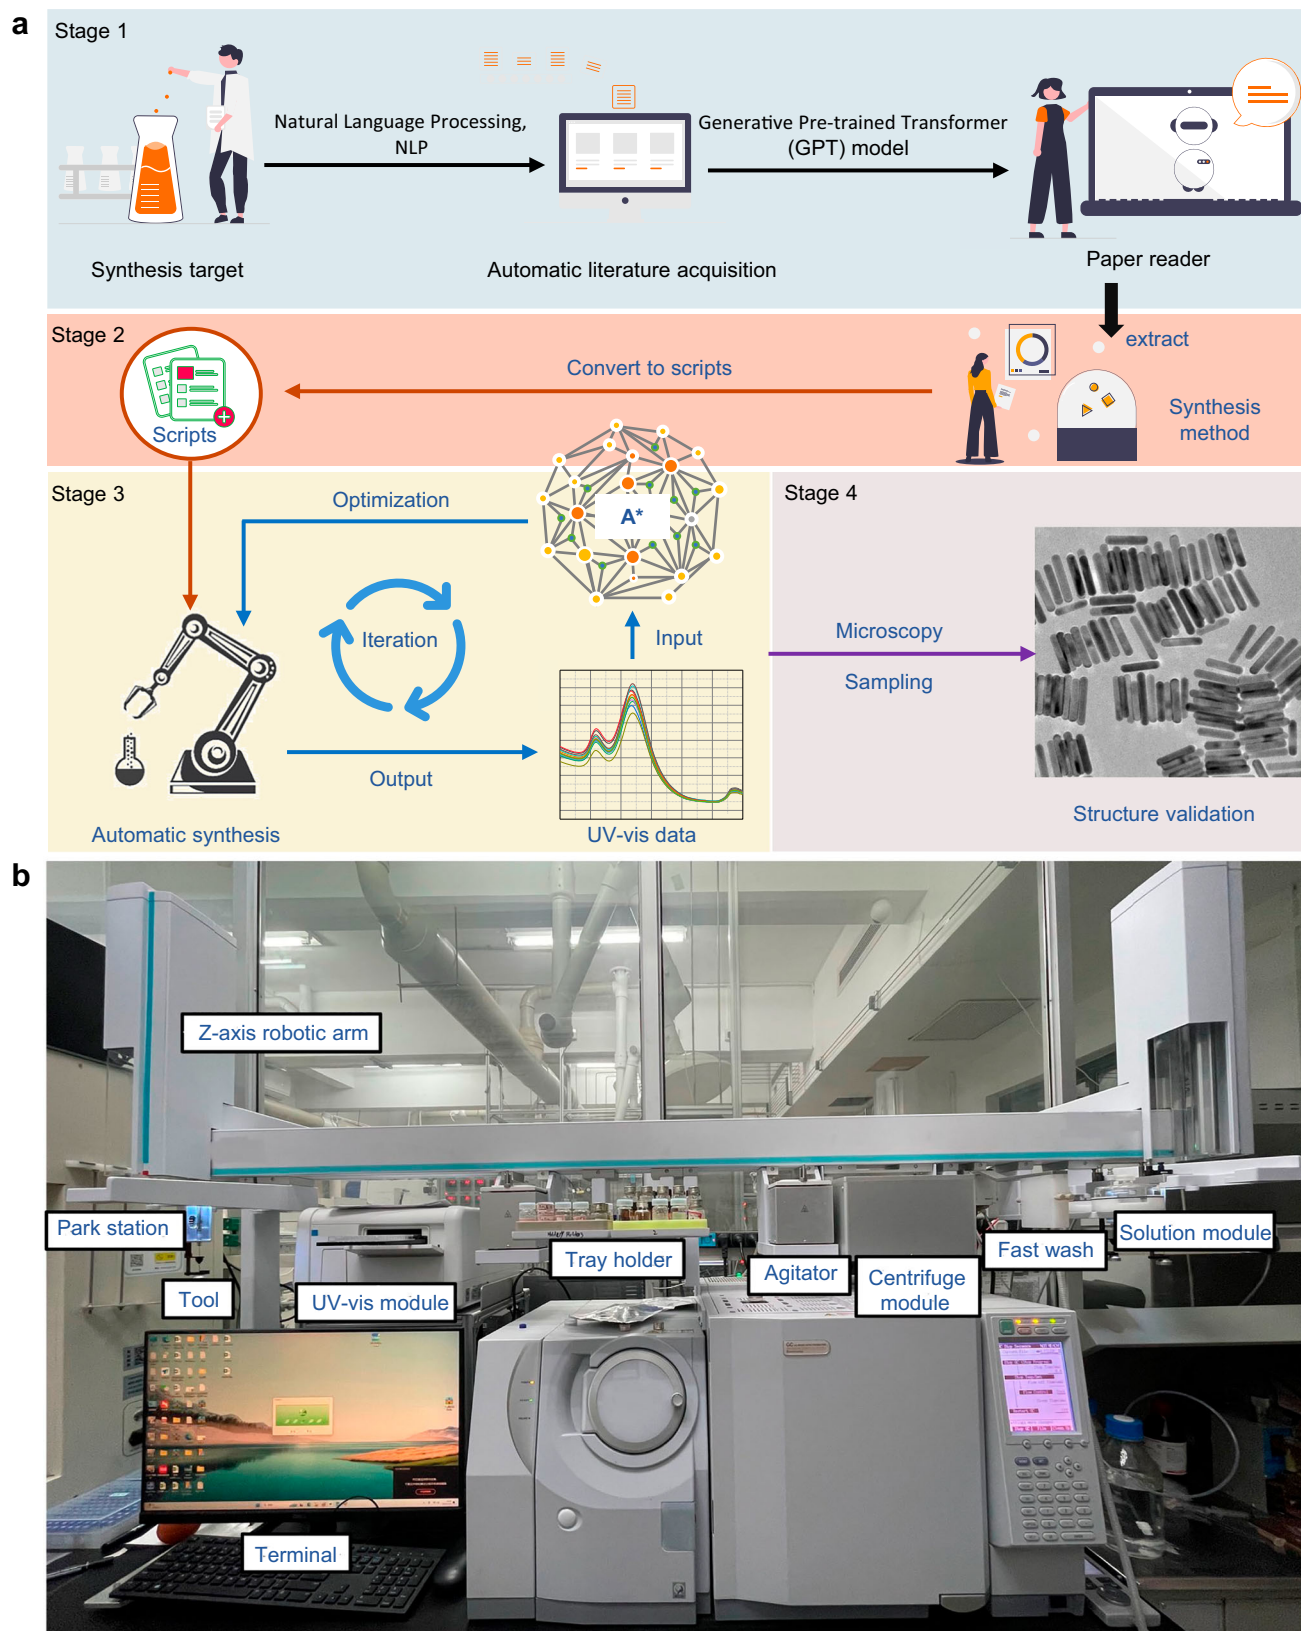 a
Stage 1
Natural Language Processing,
NLP
Generative Pre-trained Transformer
(GPT) model
Synthesis target
Automatic literature acquisition
Paper reader
Stage 2
extract
Convert to scripts
Scripts
Synthesis
method
Stage 3
Optimization
A*
Stage 4
Iteration
Input
Microscopy
Sampling
Output
Automatic synthesis
UV-vis data
Structure validation
b
Z-axis robotic arm
Park station
Tool
UV-vis module
Tray holder
Agitator
Centrifuge
module
Fast wash
Solution module
GC
Terminal